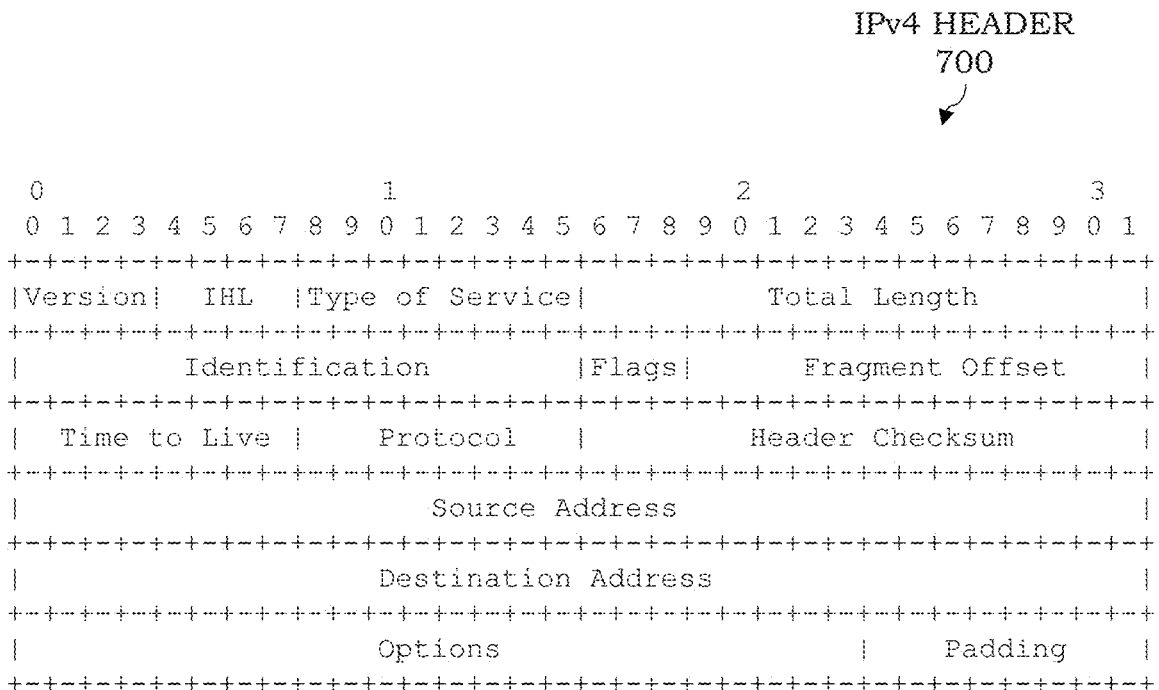 IPv4 HEADER
700
0                   1                   2                   3
0 1 2 3 4 5 6 7 8 9 0 1 2 3 4 5 6 7 8 9 0 1 2 3 4 5 6 7 8 9 0 1
+-+-+-+-+-+-+-+-+-+-+-+-+-+-+-+-+-+-+-+-+-+-+-+-+-+-+-+-+-+-+-+-+
|Version|  IHL  |Type of Service|          Total Length         |
+-+-+-+-+-+-+-+-+-+-+-+-+-+-+-+-+-+-+-+-+-+-+-+-+-+-+-+-+-+-+-+-+
|         Identification        |Flags|      Fragment Offset    |
+-+-+-+-+-+-+-+-+-+-+-+-+-+-+-+-+-+-+-+-+-+-+-+-+-+-+-+-+-+-+-+-+
|  Time to Live |    Protocol   |         Header Checksum       |
+-+-+-+-+-+-+-+-+-+-+-+-+-+-+-+-+-+-+-+-+-+-+-+-+-+-+-+-+-+-+-+-+
|                       Source Address                          |
+-+-+-+-+-+-+-+-+-+-+-+-+-+-+-+-+-+-+-+-+-+-+-+-+-+-+-+-+-+-+-+-+
|                    Destination Address                        |
+-+-+-+-+-+-+-+-+-+-+-+-+-+-+-+-+-+-+-+-+-+-+-+-+-+-+-+-+-+-+-+-+
|                    Options                    |    Padding    |
+-+-+-+-+-+-+-+-+-+-+-+-+-+-+-+-+-+-+-+-+-+-+-+-+-+-+-+-+-+-+-+-+